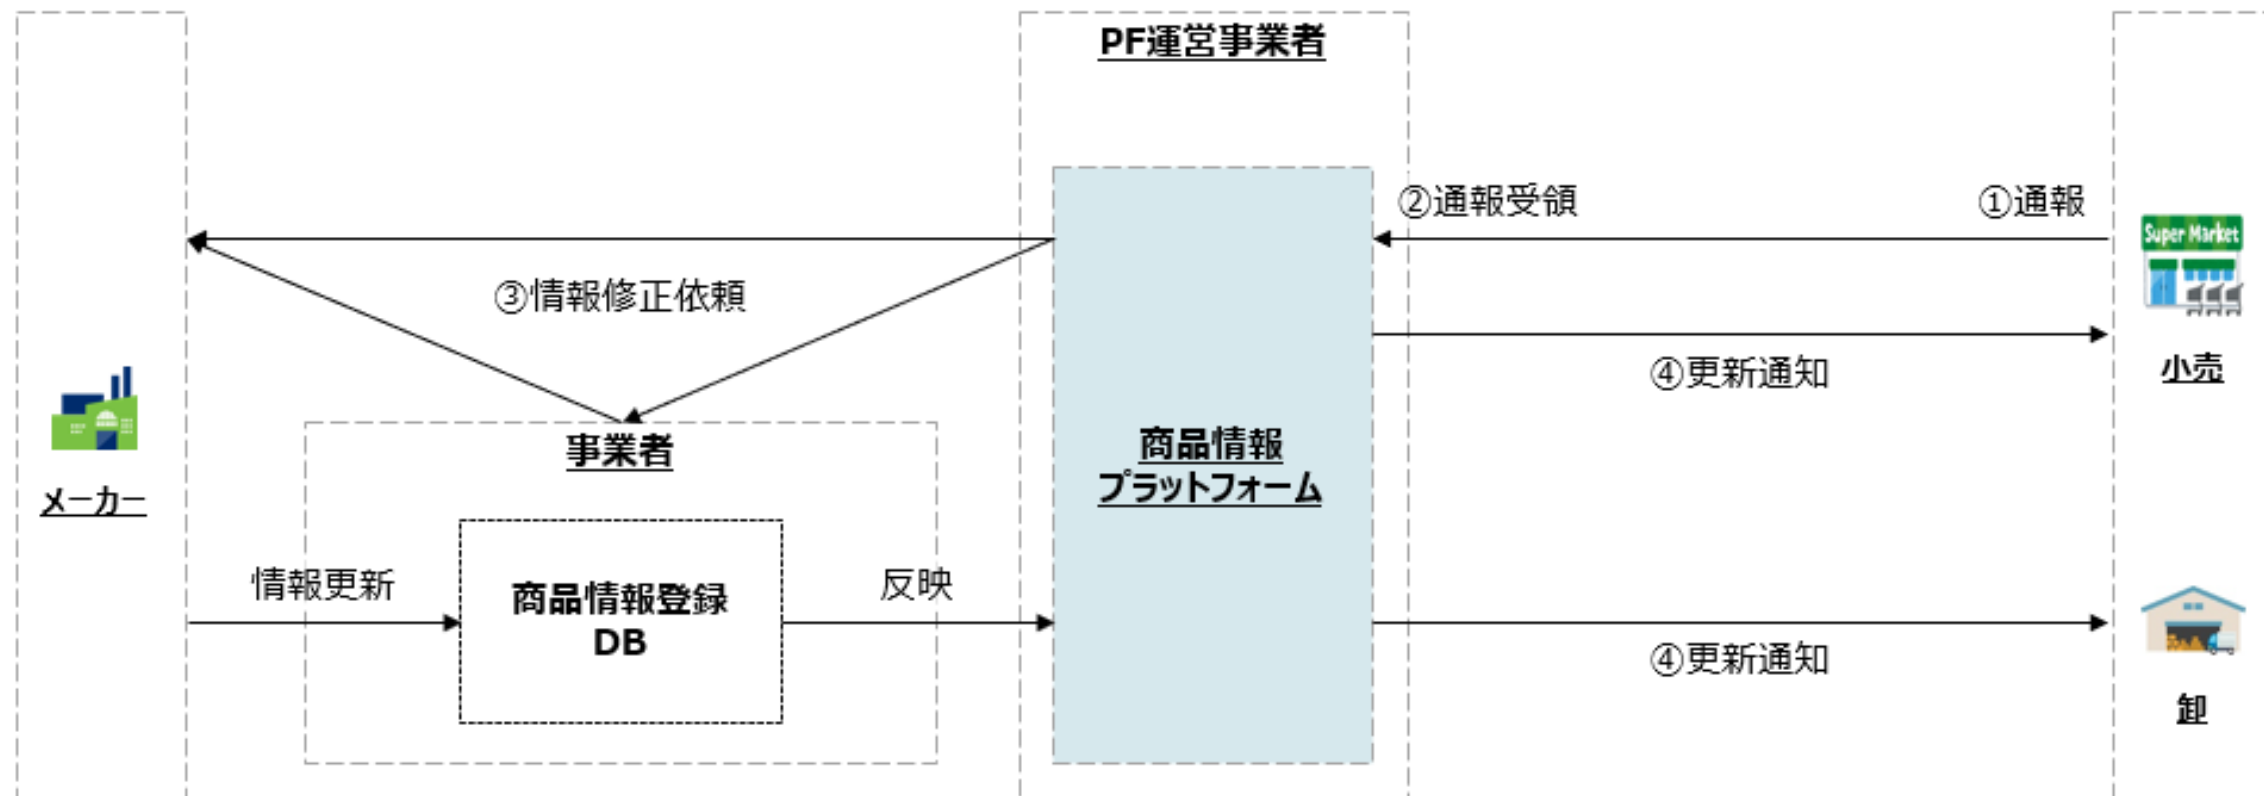 PF運営事業者
②通報受領
①通報
Super Market
③情報修正依頼
④更新通知
小売
事業者
商品情報
プラットフォーム
メーカー
情報更新
商品情報登録
DB
反映
④更新通知
卸